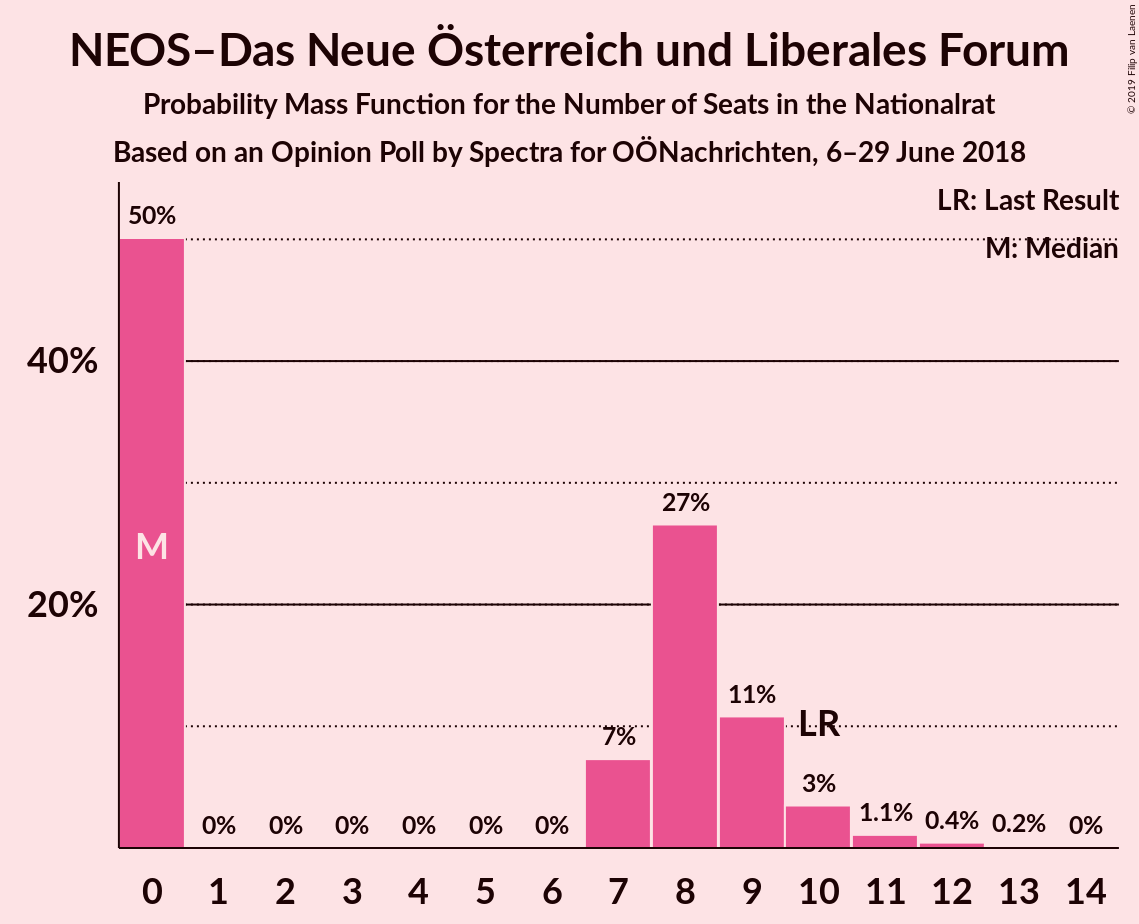 NEOS–Das Neue Österreich und Liberales Forum
Probability Mass Function for the Number of Seats in the Nationalrat
Based on an Opinion Poll by Spectra for OÖNachrichten, 6–29 June 2018
© 2019 Filip van Laenen
LR: Last Result
M: Median
50%
40%
27%
M
20%
11%
LR
7%
3%
0% 0% 0% 0% 0% 0% 1.1% 0.4% 0.2% 0%
0 1 2 3 4 5 6 7 8 9 10 11 12 13 14